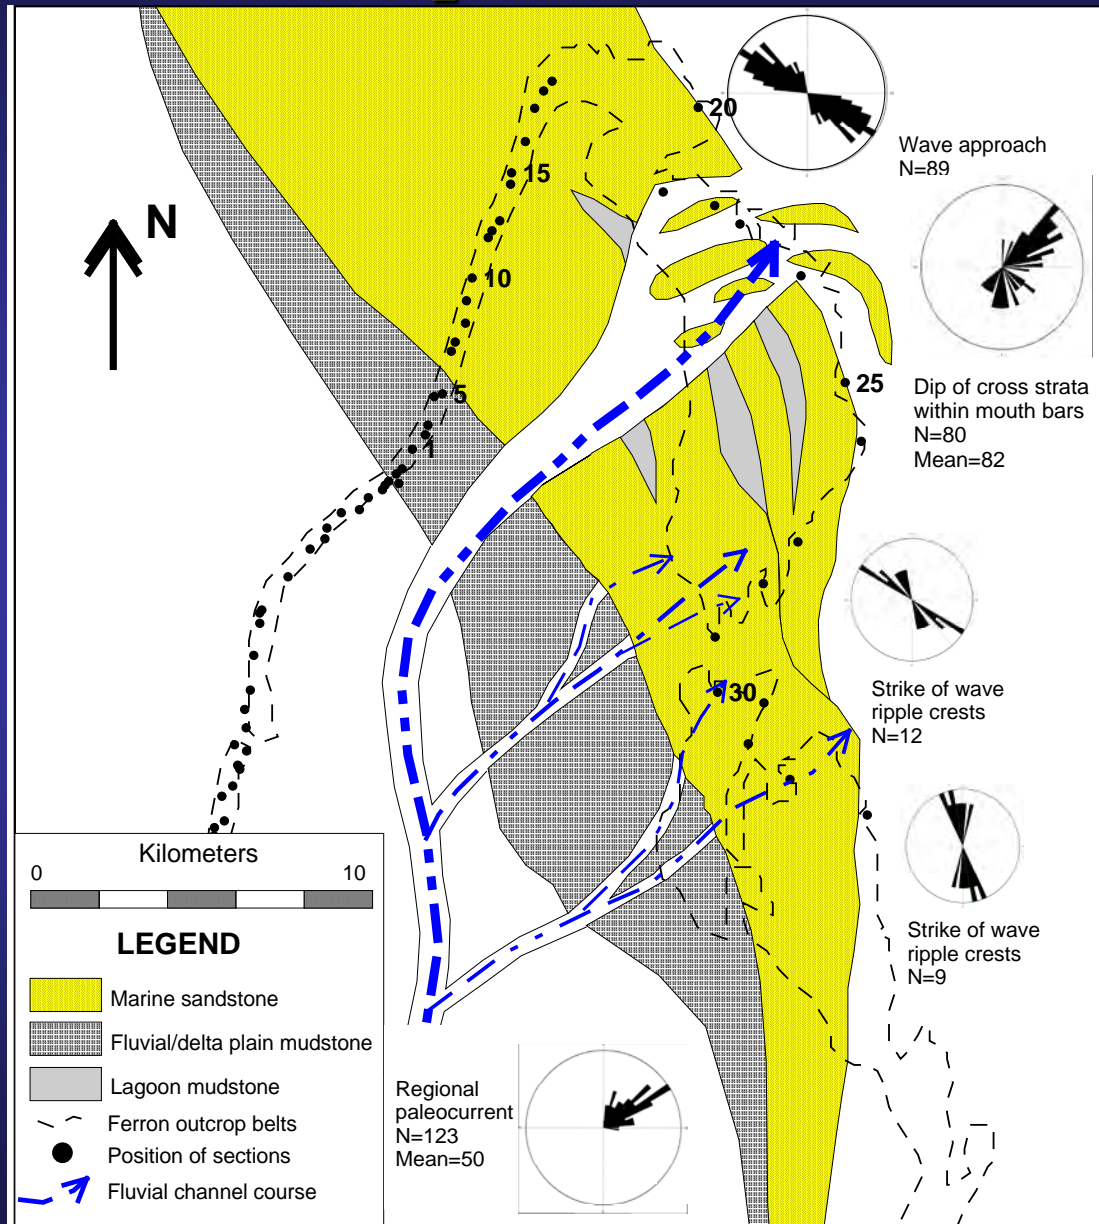 N
20
15
10
5
1
25
30
Wave approach
N=89
Dip of cross strata
within mouth bars
N=80
Mean=82
Strike of wave
ripple crests
N=12
Strike of wave
ripple crests
N=9
Regional
paleocurrent
N=123
Mean=50
Kilometers
0 10
LEGEND
Marine sandstone
Fluvial/delta plain mudstone
Lagoon mudstone
Ferron outcrop belts
Position of sections
Fluvial channel course